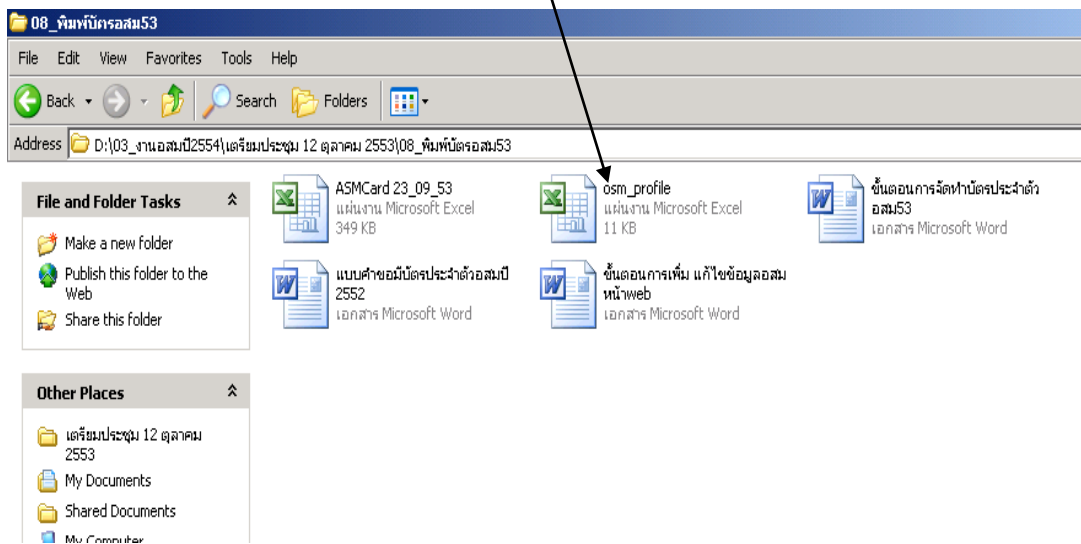 08_พิมพ์บัตรอสม53
File Edit View Favorites Tools Help
Back Search Folders
Address D:\03_งานอสมปี2554\เตรียมประชุม 12 ตุลาคม 2553\08_พิมพ์บัตรอสม53
File and Folder Tasks
Make a new folder
Publish this folder to the
Web
Share this folder
Other Places
เตรียมประชุม 12 ตุลาคม
2553
My Documents
Shared Documents
My Computer
ASMCard 23_09_53
แผ่นงาน Microsoft Excel
349 KB
osm_profile
แผ่นงาน Microsoft Excel
11 KB
ขั้นตอนการจัดทำบัตรประจำตัว
อสม53
เอกสาร Microsoft Word
แบบคำขอมีบัตรประจำตัวอสมปี
2552
เอกสาร Microsoft Word
ขั้นตอนการเพิ่ม แก้ไขข้อมูลอสม
หน้าweb
เอกสาร Microsoft Word